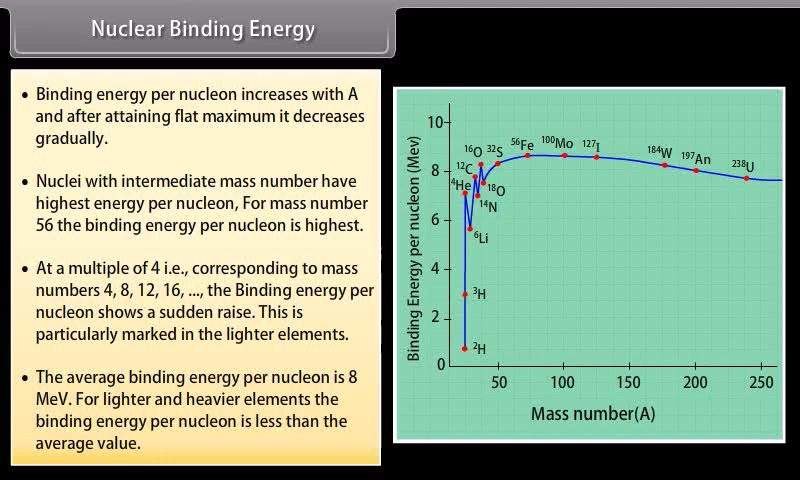 Nuclear Binding Energy
• Binding energy per nucleon increases with A
and after attaining flat maximum it decreases
gradually.
• Nuclei with intermediate mass number have
highest energy per nucleon, For mass number
56 the binding energy per nucleon is highest.
• At a multiple of 4 i.e., corresponding to mass
numbers 4, 8, 12, 16, ..., the Binding energy per
nucleon shows a sudden raise. This is
particularly marked in the lighter elements.
• The average binding energy per nucleon is 8
MeV. For lighter and heavier elements the
binding energy per nucleon is less than the
average value.
Binding Energy per nucleon (Mev)
10
8
6
4
2
0
⁴He
¹²C
¹⁶O
³²S
⁵⁶Fe
¹⁰⁰Mo
¹²⁷I
¹⁸⁴W
¹⁹⁷An
²³⁸U
¹⁸O
¹⁴N
⁶Li
³H
²H
50 100 150 200 250
Mass number(A)